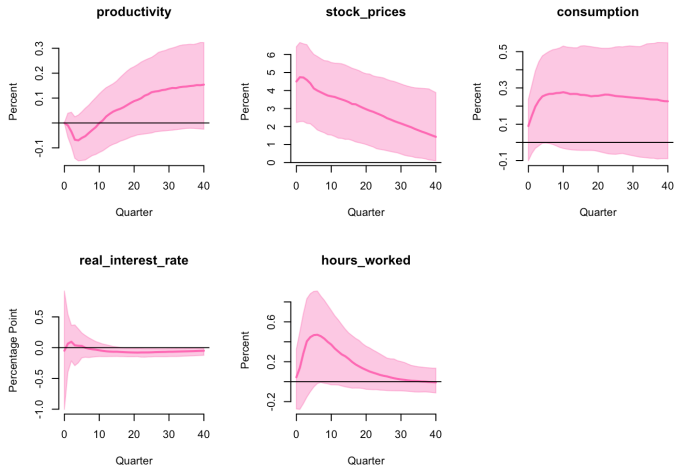 productivity
stock_prices
consumption
Percent
0.3
0.1
-0.1
0 10 20 30 40
Quarter
Percent
6
5
4
3
2
1
0
0 10 20 30 40
Quarter
Percent
0.5
0.3
0.1
-0.1
0 10 20 30 40
Quarter
real_interest_rate
hours_worked
Percentage Point
0.5
0.0
-0.5
-1.0
0 10 20 30 40
Quarter
Percent
0.6
0.2
-0.2
0 10 20 30 40
Quarter